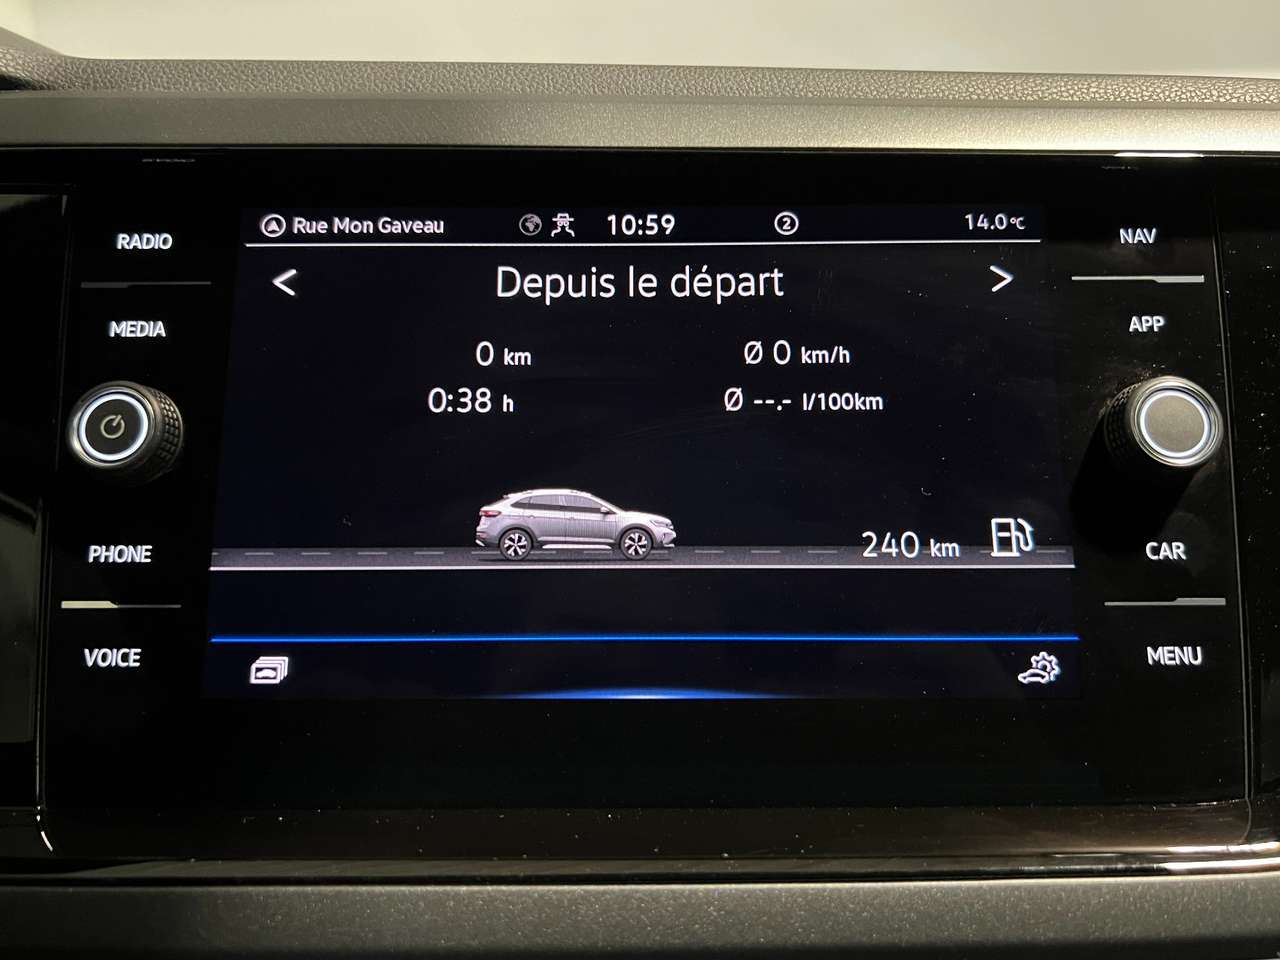 Rue Mon Gaveau 10:59 2 14.0 °C
< Depuis le départ >
0 km Ø 0 km/h
0:38 h Ø --.- l/100km
240 km
RADIO
MEDIA
PHONE
VOICE
NAV
APP
CAR
MENU